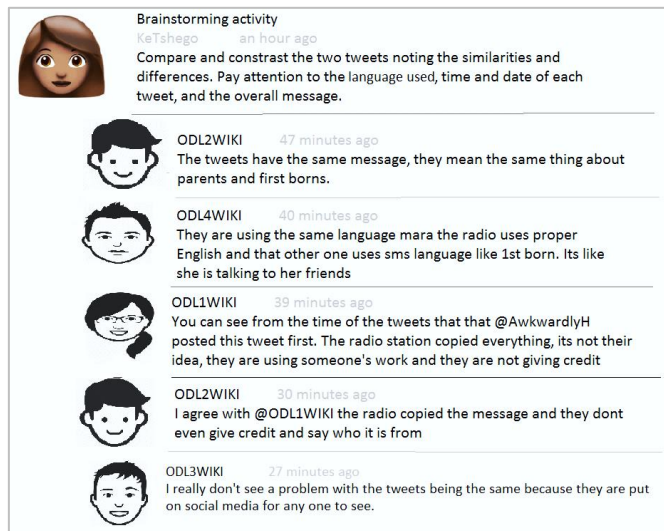 Brainstorming activity
KeTshego an hour ago
Compare and constrast the two tweets noting the similarities and
differences. Pay attention to the language used, time and date of each
tweet, and the overall message.
ODL2WIKI 47 minutes ago
The tweets have the same message, they mean the same thing about
parents and first borns.
ODL4WIKI 40 minutes ago
They are using the same language mara the radio uses proper
English and that other one uses sms language like 1st born. Its like
she is talking to her friends
ODL1WIKI 39 minutes ago
You can see from the time of the tweets that that @AwkwardlyH
posted this tweet first. The radio station copied everything, its not their
idea, they are using someone's work and they are not giving credit
ODL2WIKI 30 minutes ago
I agree with @ODL1WIKI the radio copied the message and they dont
even give credit and say who it is from
ODL3WIKI 27 minutes ago
I really don't see a problem with the tweets being the same because they are put
on social media for any one to see.